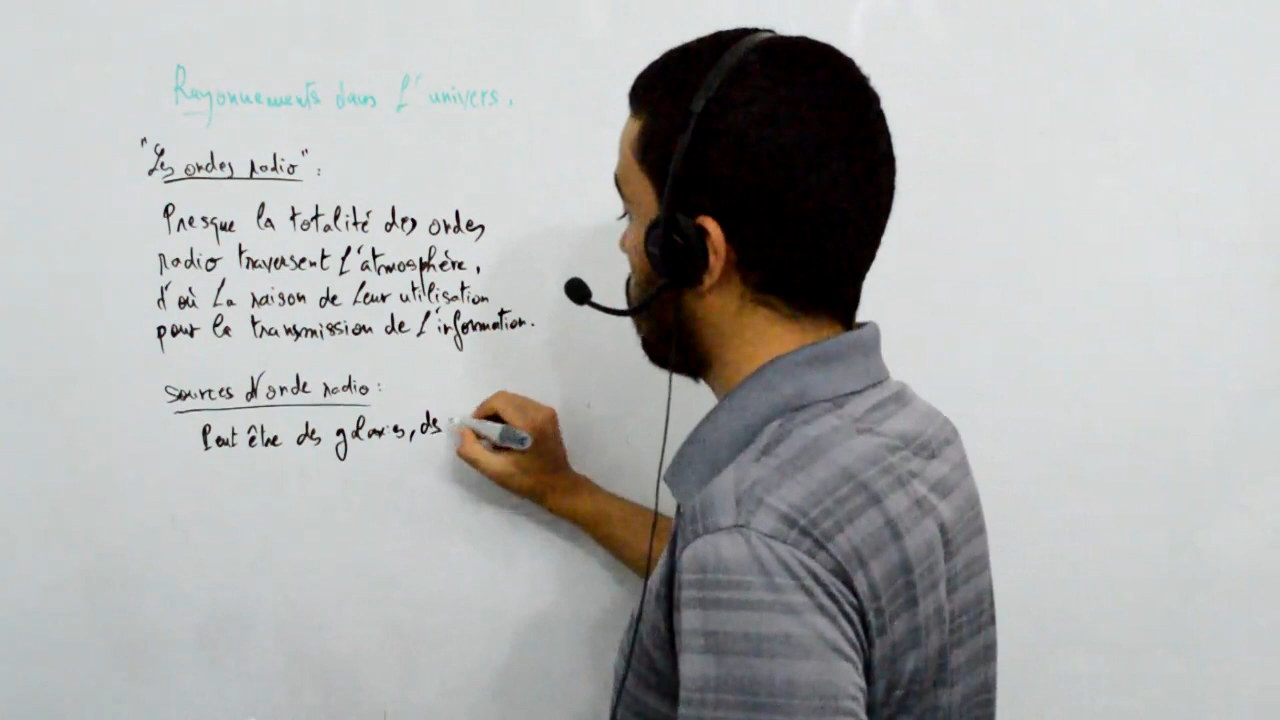 Rayonnements dans l'univers.
"Les ondes radio" :
Presque la totalité des ondes
radio traversent l'atmosphère,
d'où la raison de leur utilisation
pour la transmission de l'information.
sources d'onde radio :
Peut être des galaxies, des